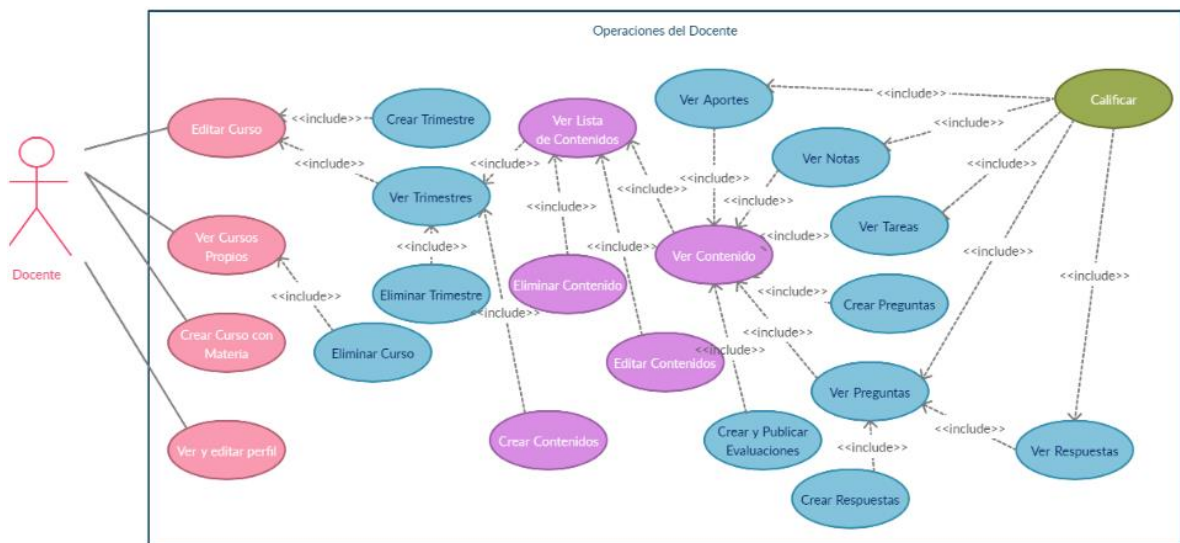 Operaciones del Docente
<<include>>
Ver Aportes
<<include>>
Calificar
Editar Curso
<<include>>
Crear Trimestre
Ver Lista
de Contenidos
<<include>>
<<include>>
Ver Notas
<<include>>
<<include>>
<<include>>
Ver Trimestres
<<include>>
<<include>>
<<include>>
Docente
Ver Cursos
Propios
<<include>>
<<include>>
Ver Contenido
<<include>>
Ver Tareas
<<include>>
<<include>>
<<include>>
Eliminar Trimestre
Eliminar Contenido
<<include>>
<<include>>
Crear Preguntas
Crear Curso con
Materia
Eliminar Curso
<<include>>
Editar Contenidos
<<include>>
<<include>>
Ver Preguntas
Ver y editar perfil
Crear Contenidos
Crear y Publicar
Evaluaciones
<<include>>
<<include>>
Ver Respuestas
Crear Respuestas